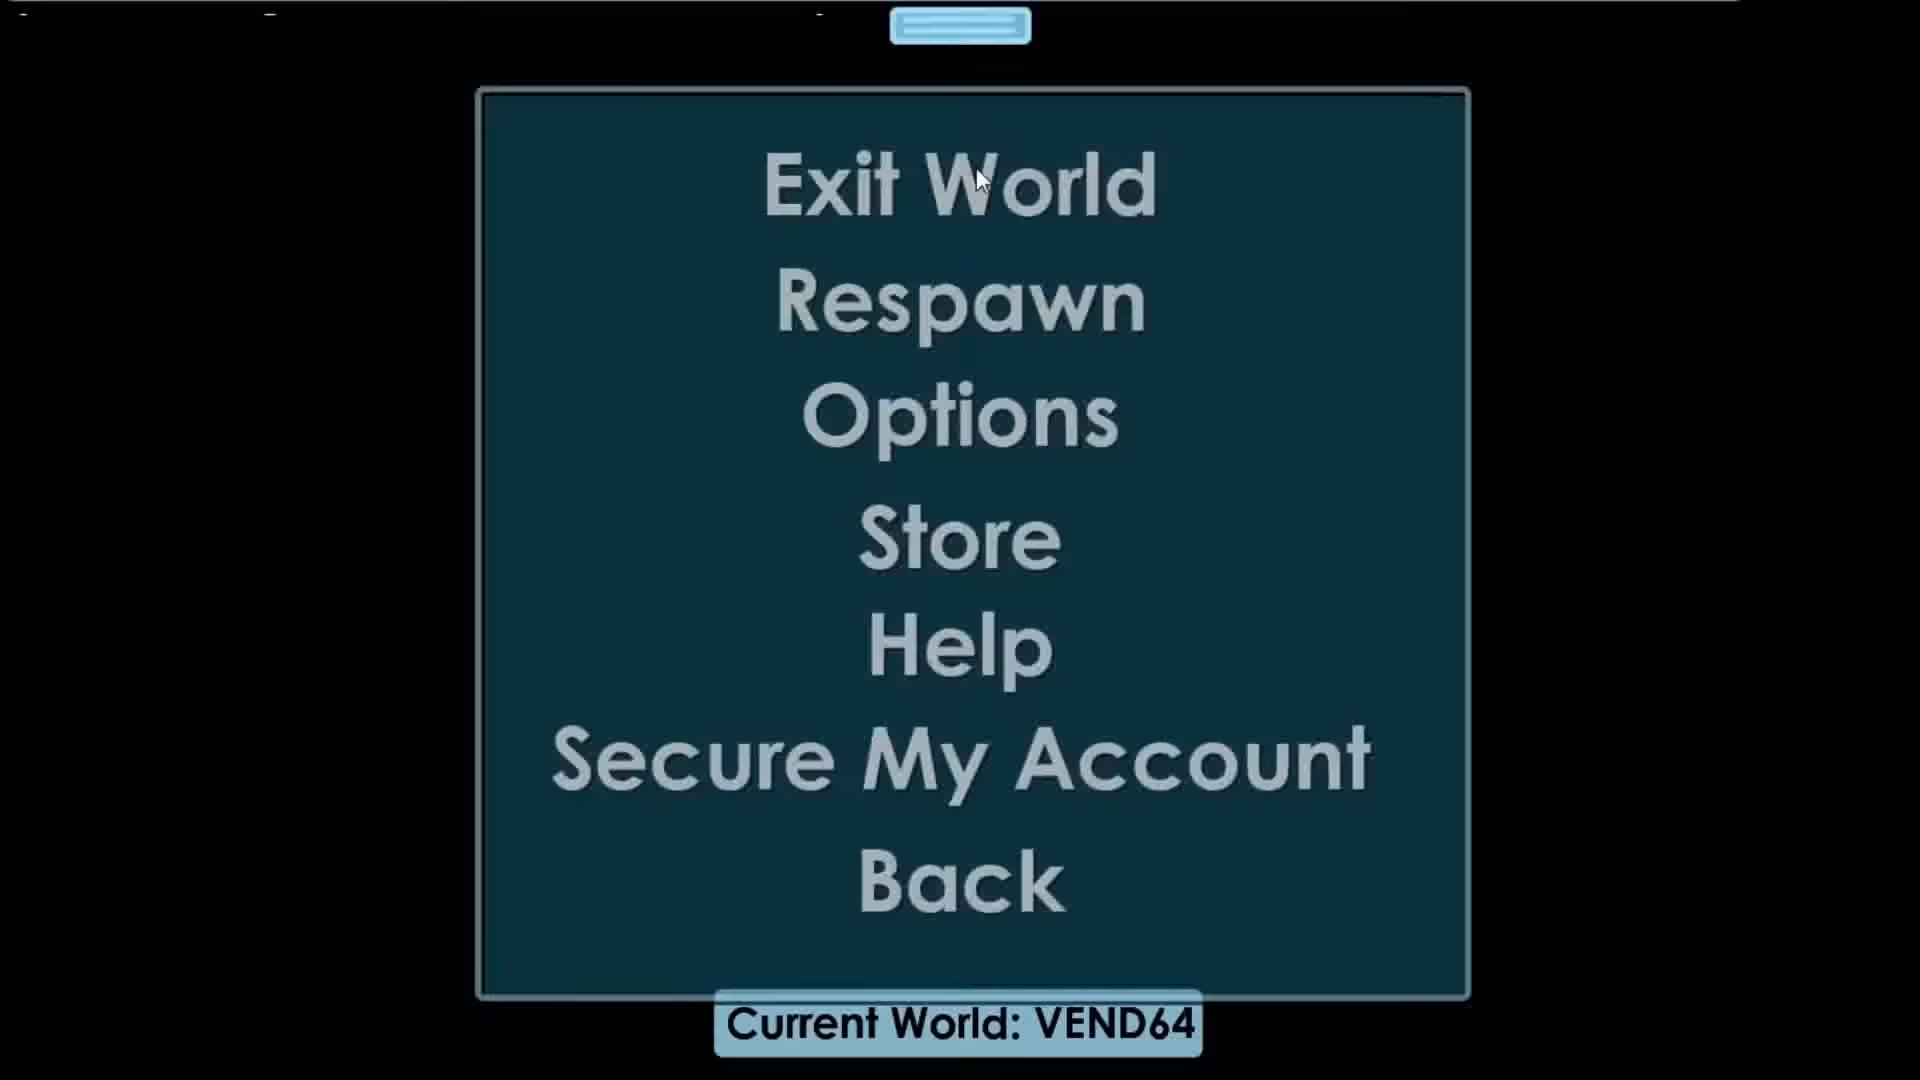 Exit World
Respawn
Options
Store
Help
Secure My Account
Back
Current World: VEND64